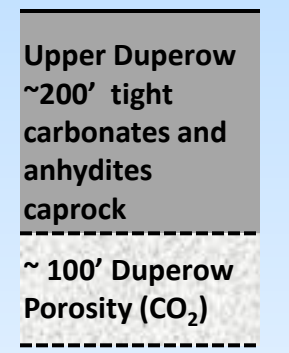 Upper Duperow
~200’  tight
carbonates and
anhydites
caprock
~ 100’ Duperow
Porosity (CO₂)